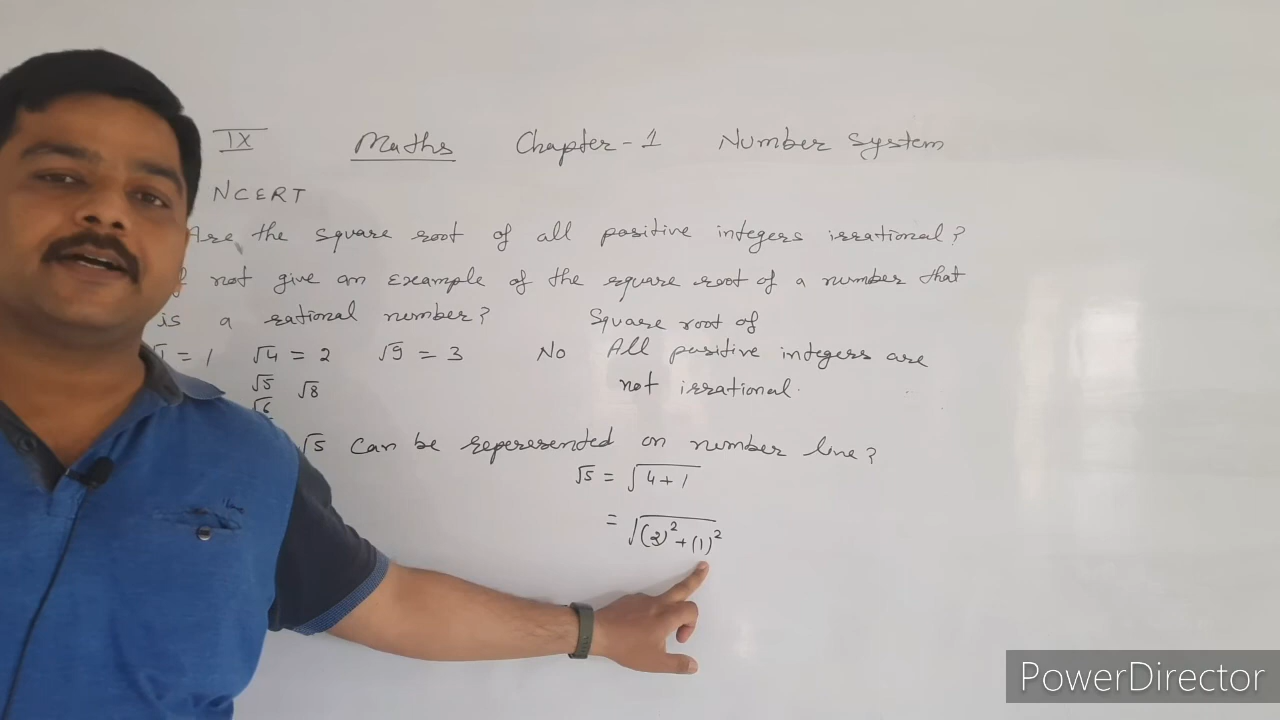 IX Maths Chapter-1 Number System
NCERT
Are the square root of all positive integers irrational?
not give an example of the square root of a number that
is a rational number? Square root of
√1 = 1 √4 = 2 √9 = 3 No All positive integers are
√5 √8 not irrational.
√6
√5 Can be reperesented on number line?
√5 = √4+1
= √(2)²+(1)²
PowerDirector